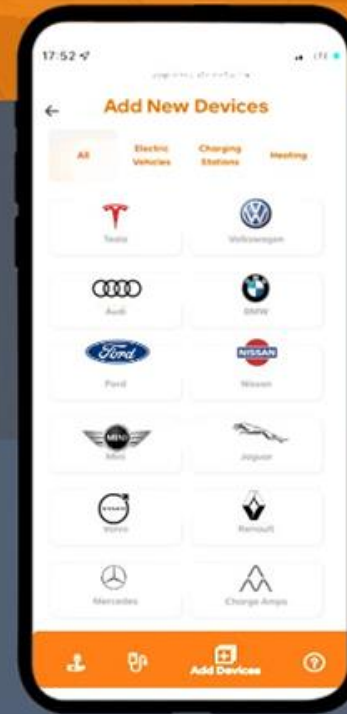 17:52
LTE
Add New Devices
All
Electric Vehicles
Charging Stations
Heating
Tesla
Volkswagen
Audi
BMW
Ford
Ford
NISSAN
Nissan
MINI
Mini
Jaguar
Volvo
Renault
Mercedes
Charge Amps
Add Devices